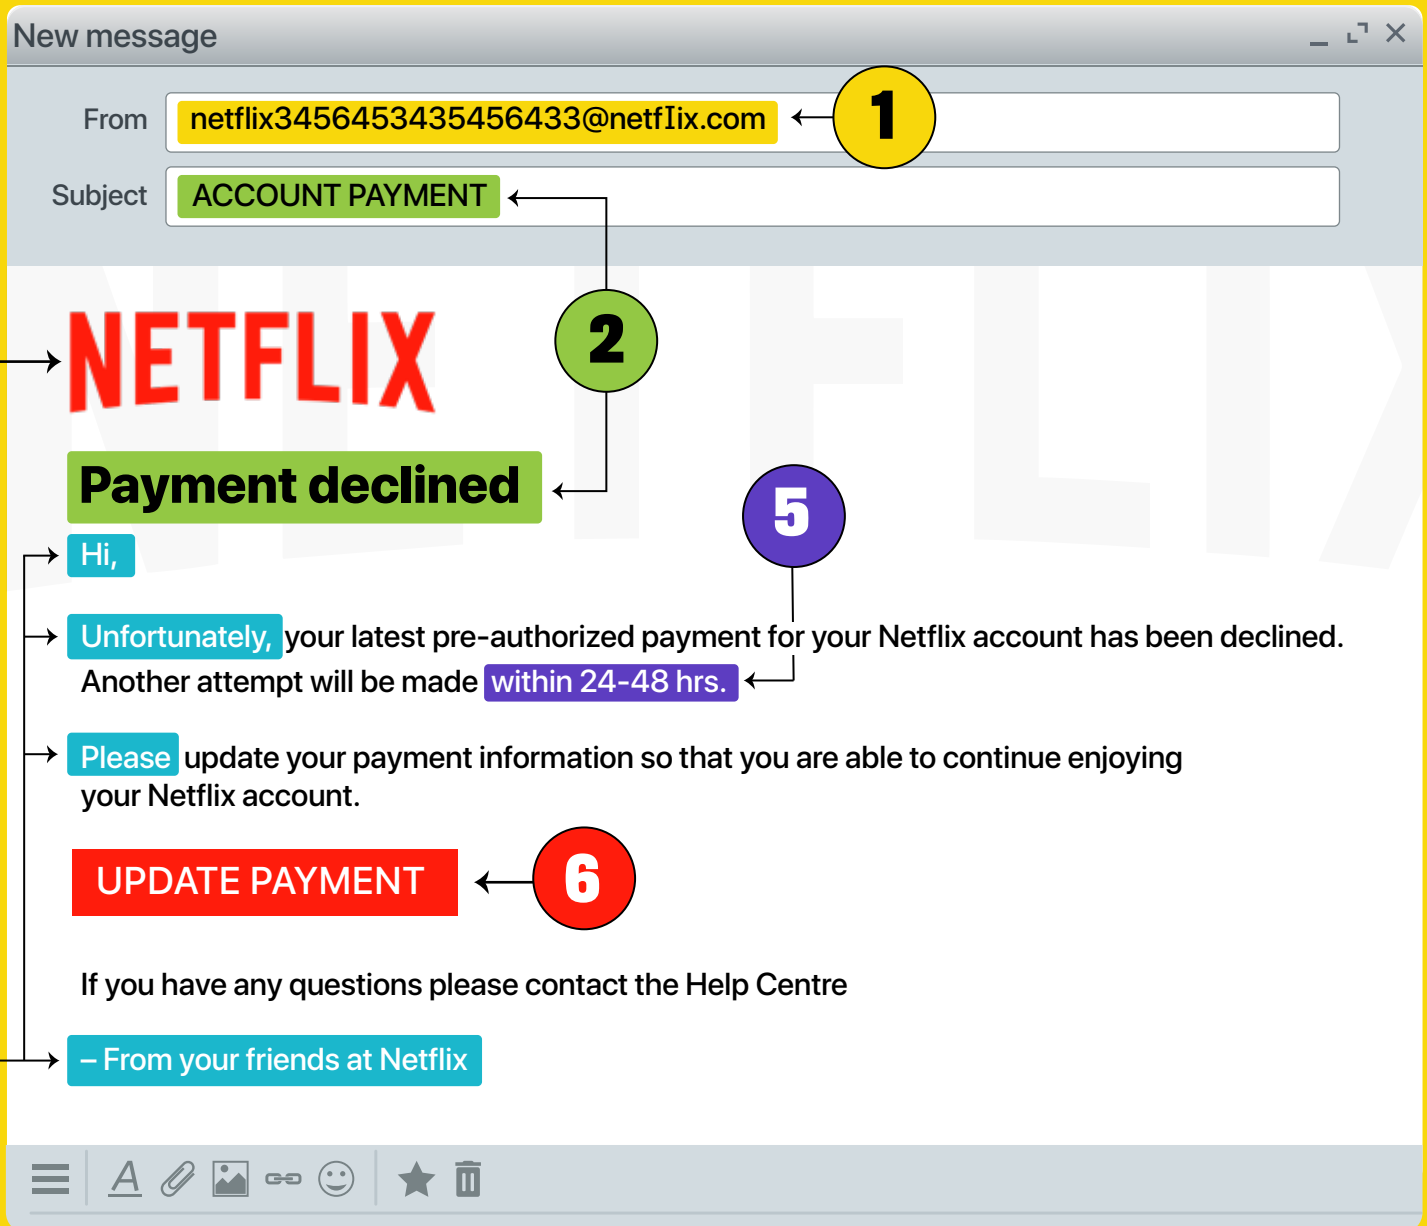 New message
From netflix3456453435456433@netfIix.com 1
Subject ACCOUNT PAYMENT
NETFLIX
NETFLIX
2
Payment declined
5
Hi,
Unfortunately, your latest pre-authorized payment for your Netflix account has been declined.
Another attempt will be made within 24-48 hrs.
Please update your payment information so that you are able to continue enjoying
your Netflix account.
UPDATE PAYMENT 6
If you have any questions please contact the Help Centre
– From your friends at Netflix
A